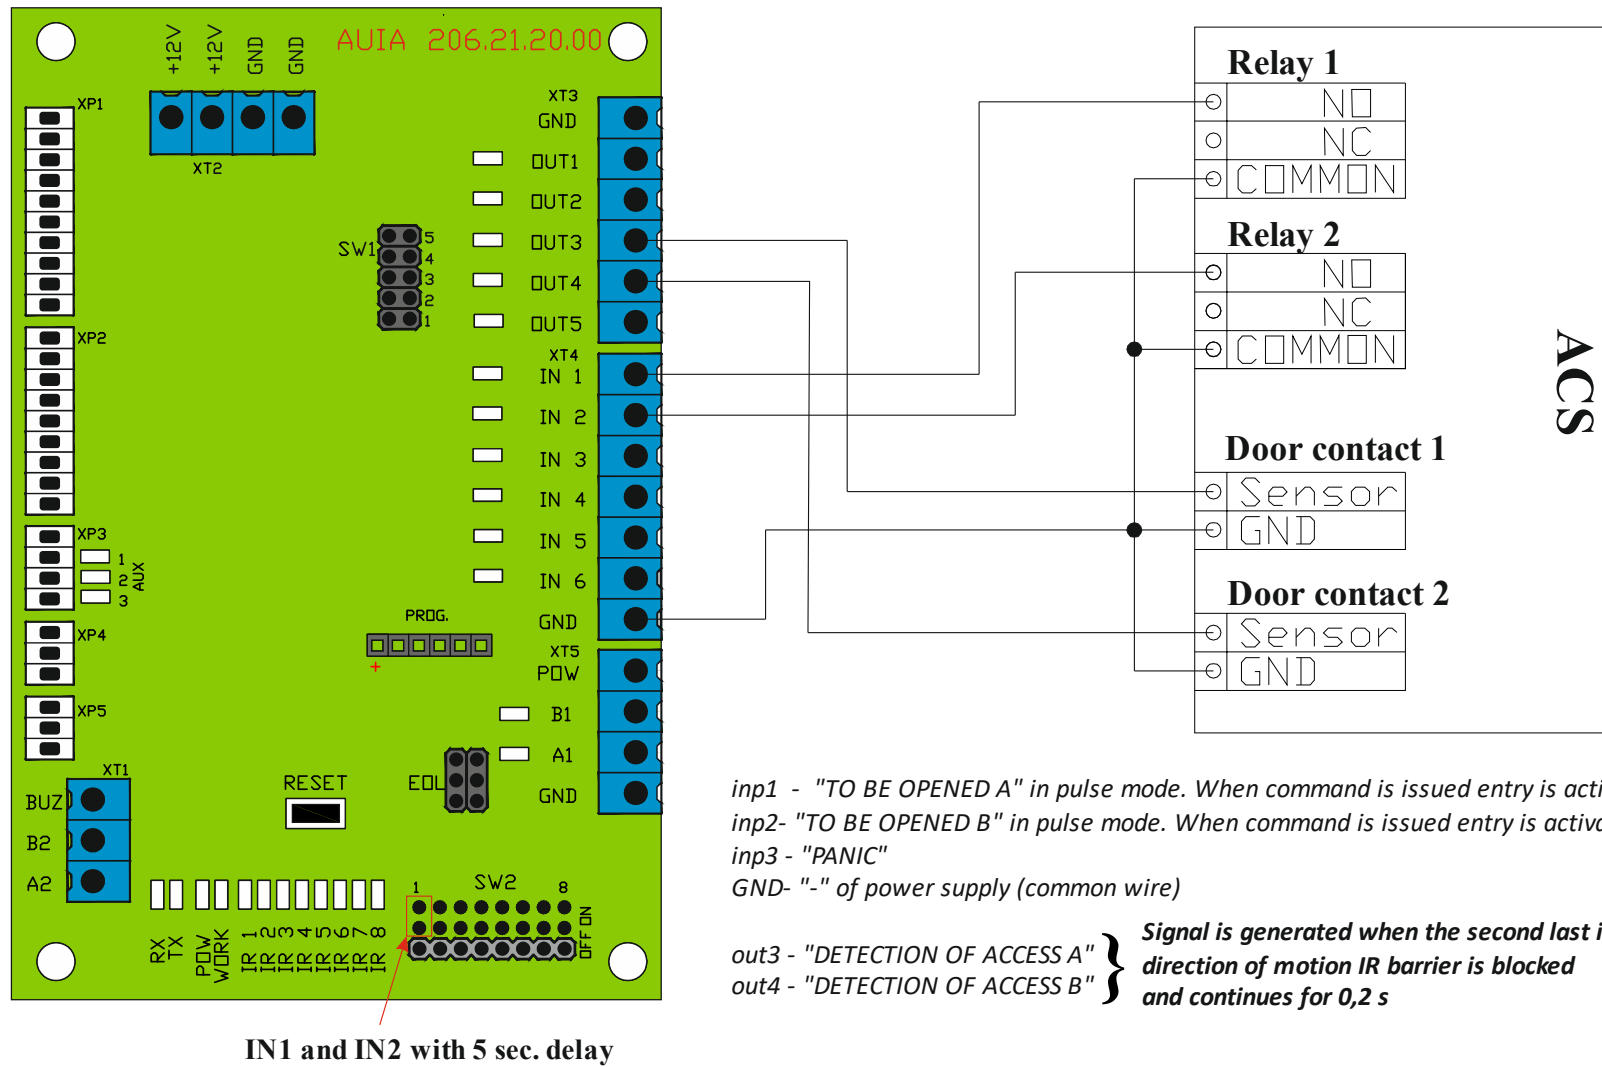 AUIA 206.21.20.00
+12V
+12V
GND
GND
XT2
XP1
XP2
XP3
1
2
3
AUX
XP4
XP5
XT1
BUZ
B2
A2
SW1
5
4
3
2
1
XT3
GND
OUT1
OUT2
OUT3
OUT4
OUT5
XT4
IN 1
IN 2
IN 3
IN 4
IN 5
IN 6
GND
XT5
POW
B1
A1
GND
PROG.
+
RESET
EOL
RX
TX
POW
WORK
IR 1
IR 2
IR 3
IR 4
IR 5
IR 6
IR 7
IR 8
1 SW2 8
ON
OFF
IN1 and IN2 with 5 sec. delay
Relay 1
NO
NC
COMMON
Relay 2
NO
NC
COMMON
Door contact 1
Sensor
GND
Door contact 2
Sensor
GND
ACS
inp1 - "TO BE OPENED A" in pulse mode. When command is issued entry is acti
inp2- "TO BE OPENED B" in pulse mode. When command is issued entry is activ
inp3 - "PANIC"
GND- "-" of power supply (common wire)
out3 - "DETECTION OF ACCESS A"
out4 - "DETECTION OF ACCESS B"
}
Signal is generated when the second last i
direction of motion IR barrier is blocked
and continues for 0,2 s